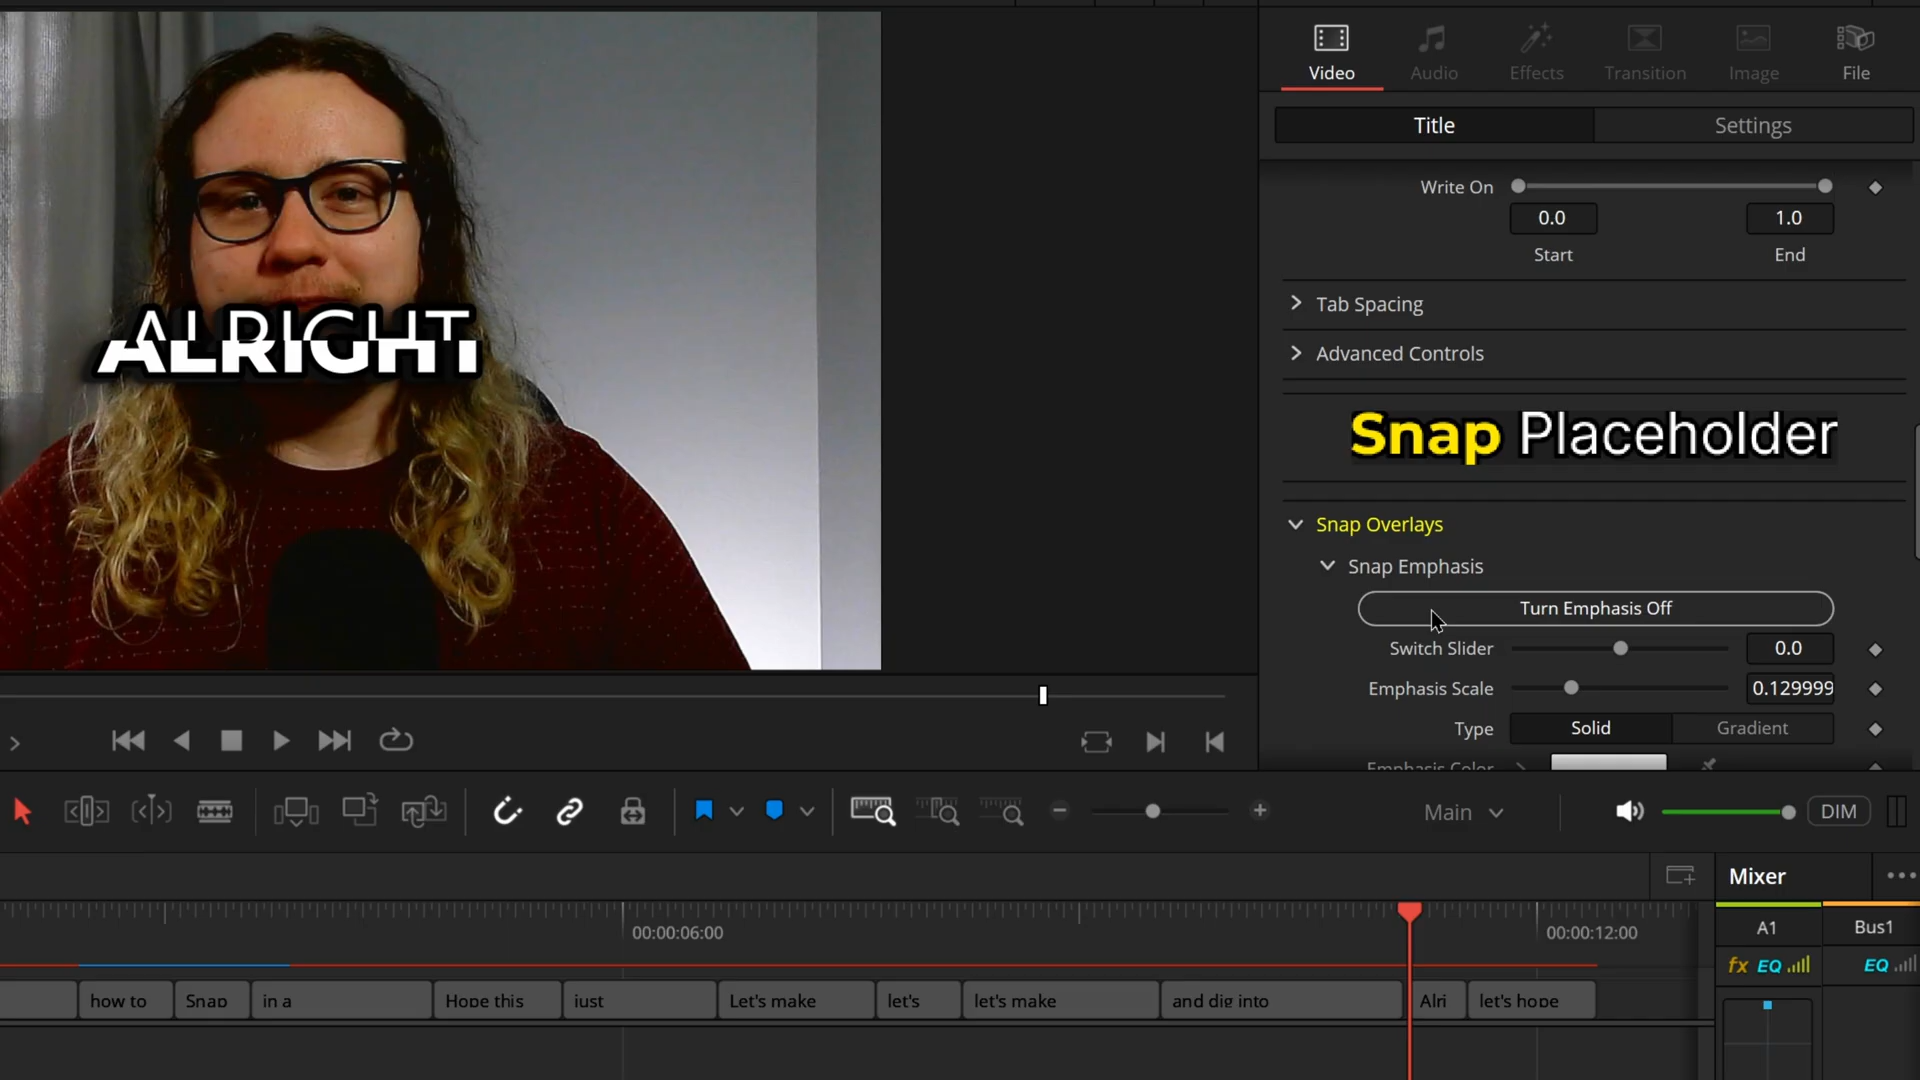 Video Audio Effects Transition Image File
Title Settings
Write On
0.0 1.0
Start End
Tab Spacing
Advanced Controls
ALRIGHT
Snap Placeholder
Snap Overlays
Snap Emphasis
Turn Emphasis Off
Switch Slider 0.0
Emphasis Scale 0.129999
Type Solid Gradient
Emphasis Color
Main DIM
Mixer
00:00:06:00 00:00:12:00
A1 Bus1
fx EQ EQ
how to Snap in a Hope this just Let's make let's let's make and dig into Alri let's hope